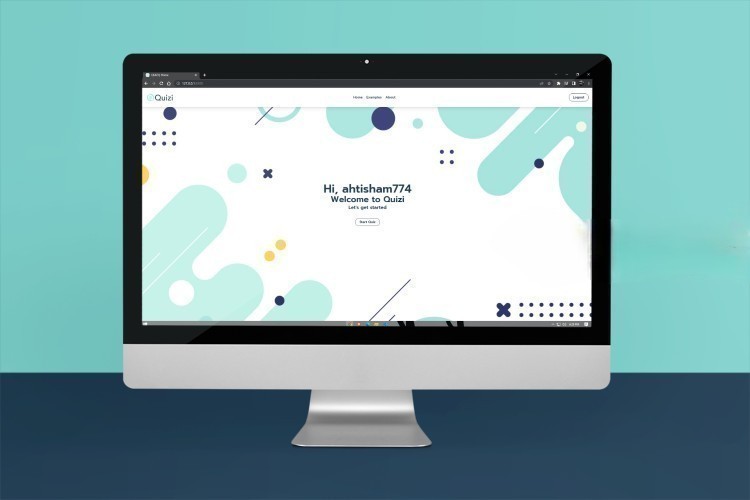 Quizi
Home Examples About
Logout
Hi, ahtisham774
Welcome to Quizi
Let's get started
Start Quiz